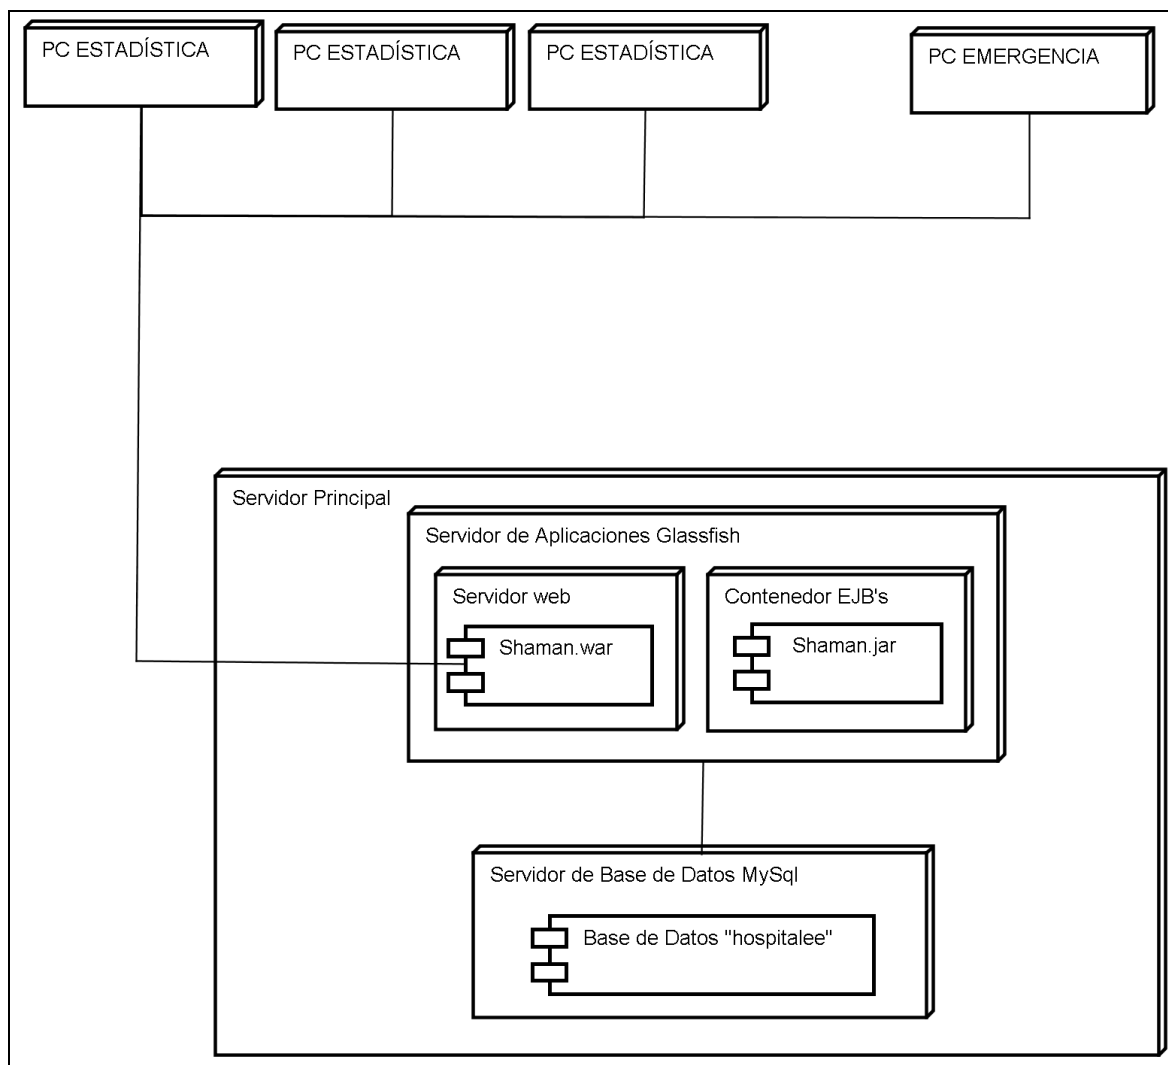 PC ESTADÍSTICA
PC ESTADÍSTICA
PC ESTADÍSTICA
PC EMERGENCIA
Servidor Principal
Servidor de Aplicaciones Glassfish
Servidor web
Contenedor EJB's
Shaman.war
Shaman.jar
Servidor de Base de Datos MySql
Base de Datos "hospitalee"